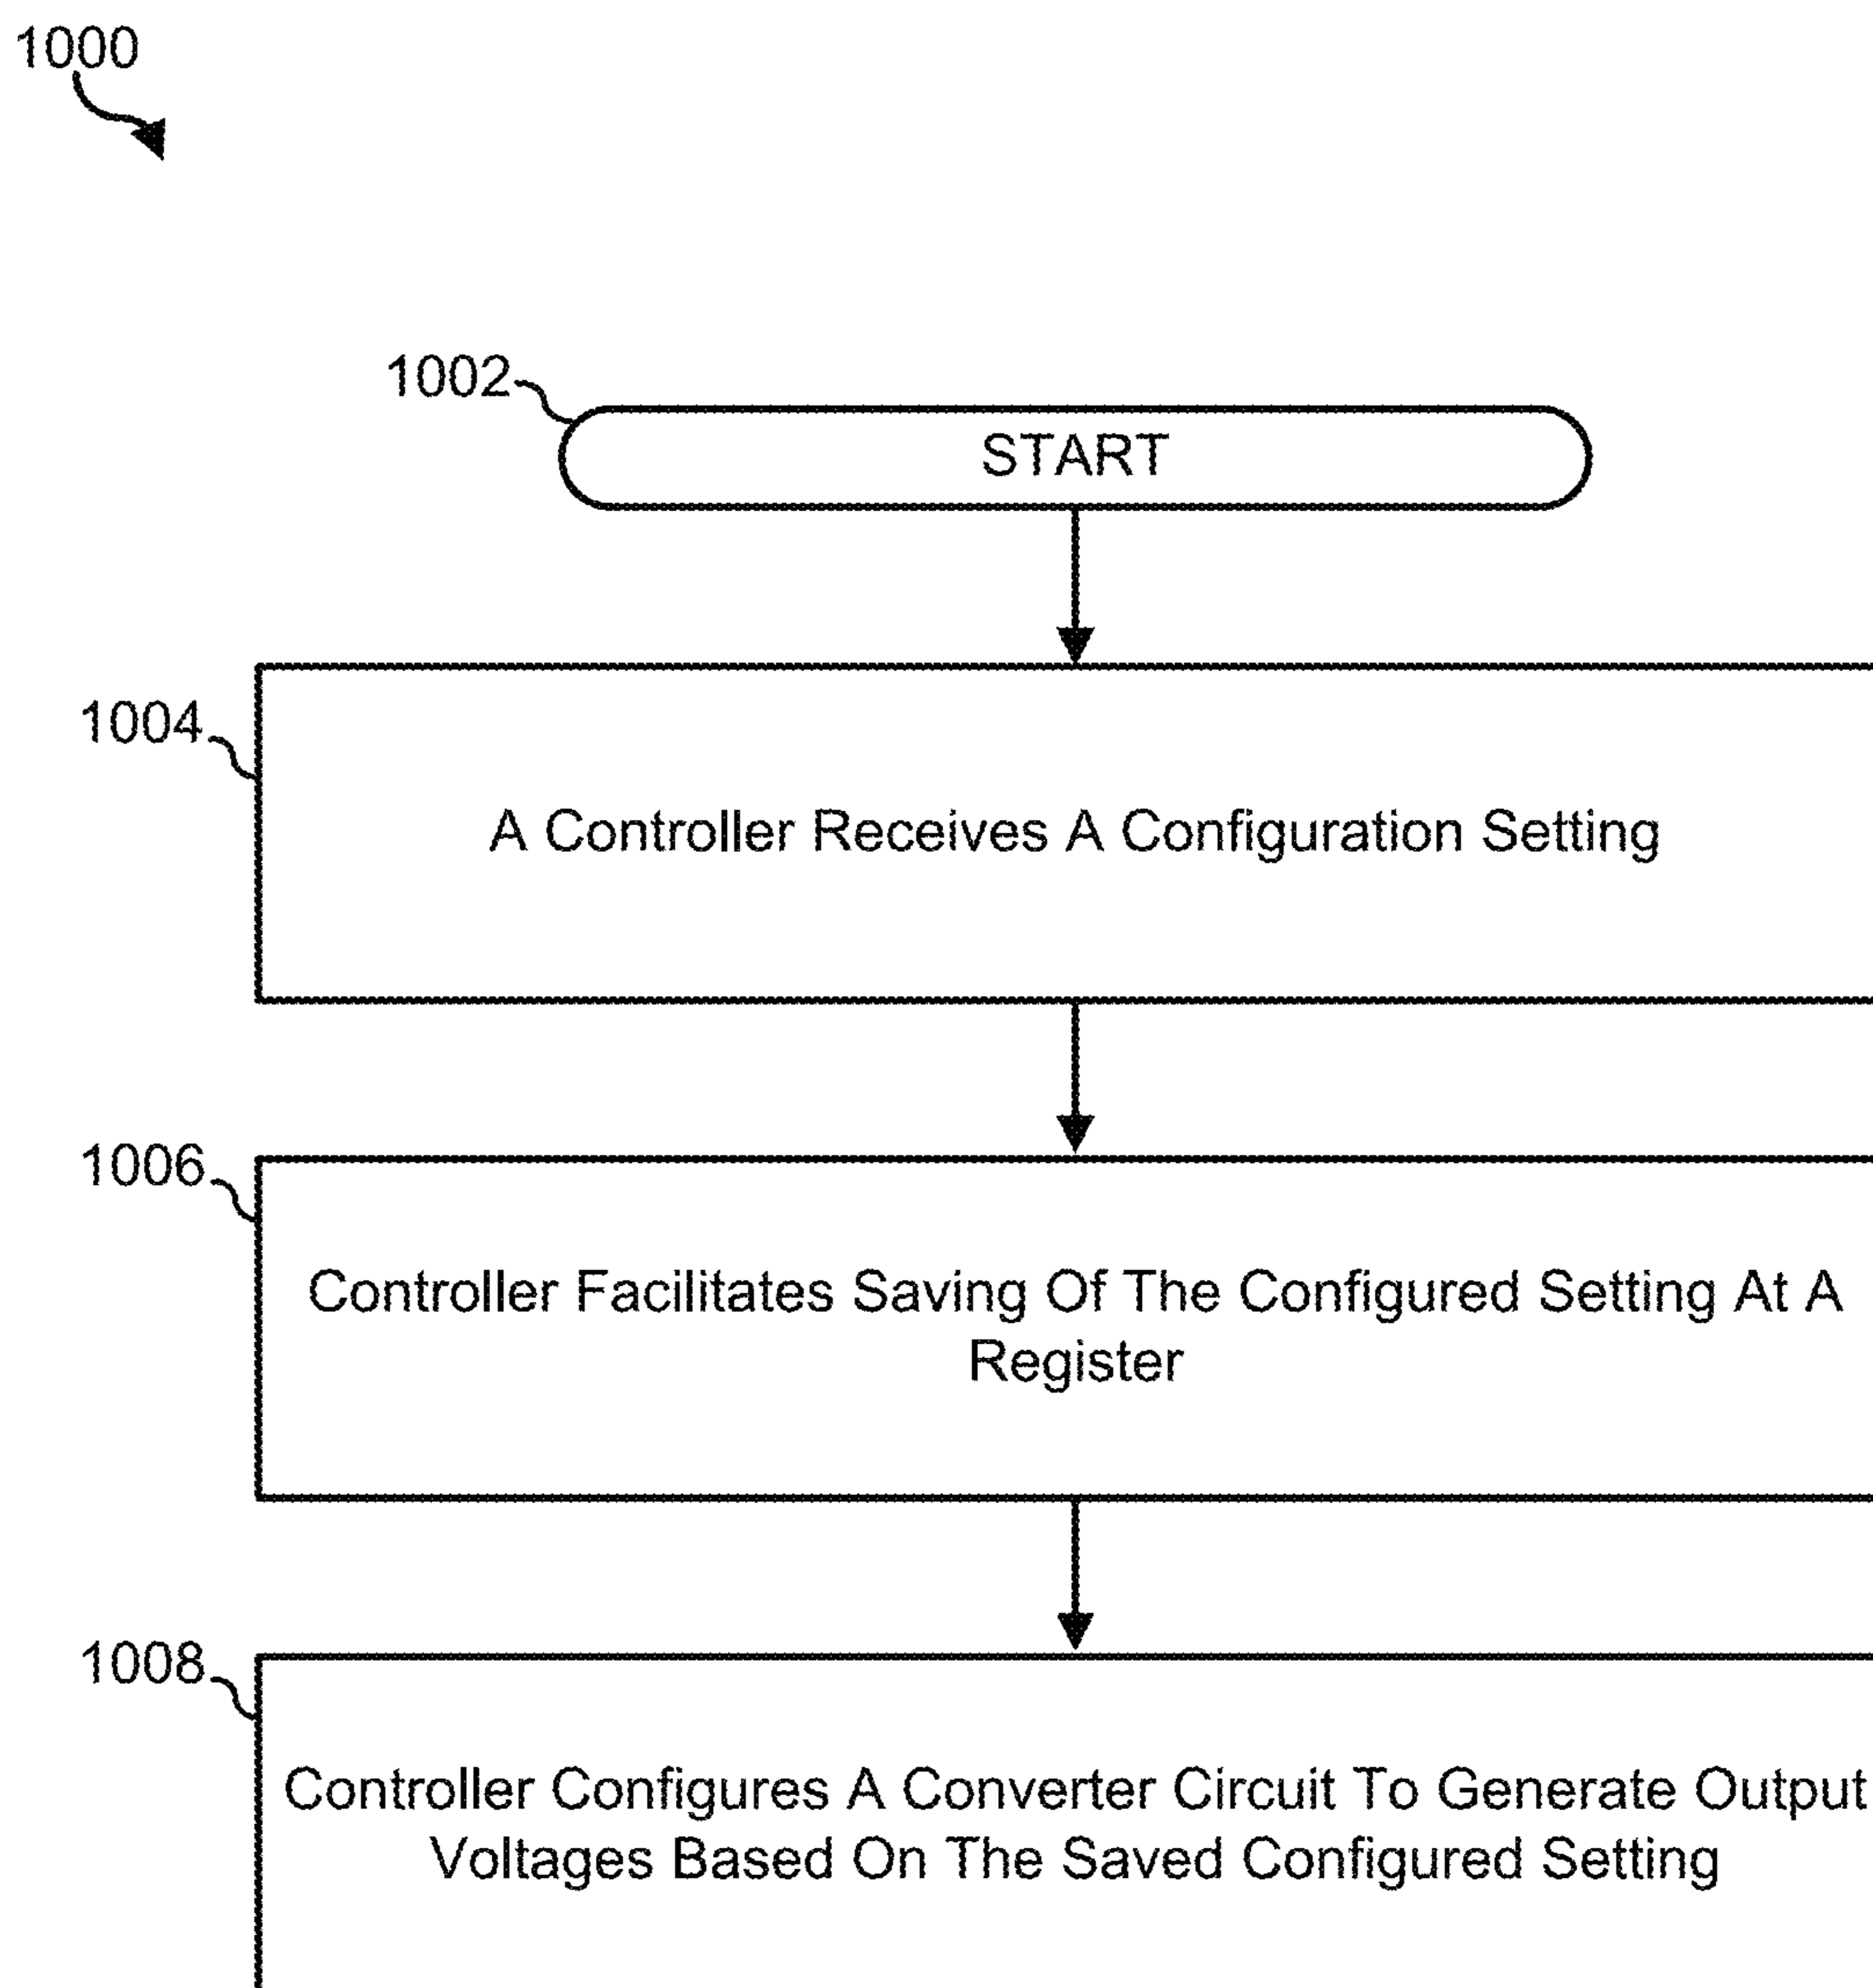 1000
1002
START
1004
A Controller Receives A Configuration Setting
1006
Controller Facilitates Saving Of The Configured Setting At A
Register
1008
Controller Configures A Converter Circuit To Generate Output
Voltages Based On The Saved Configured Setting